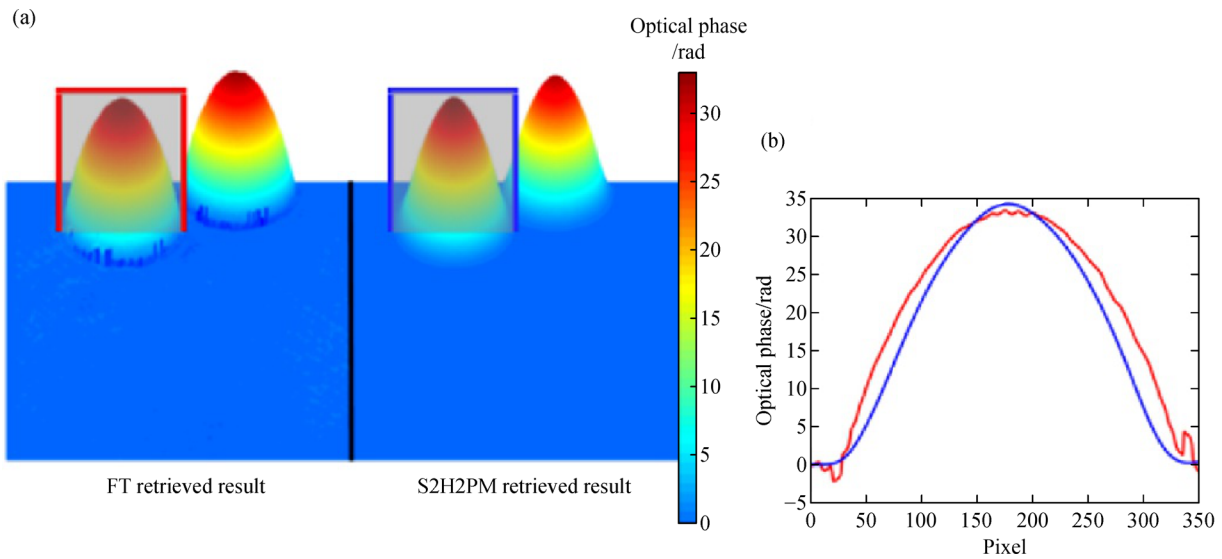 (a)
Optical phase
/rad
30
25
20
15
10
5
0
FT retrieved result
S2H2PM retrieved result
(b)
35
30
25
20
15
10
5
0
−5
Optical phase/rad
0 50 100 150 200 250 300 350
Pixel